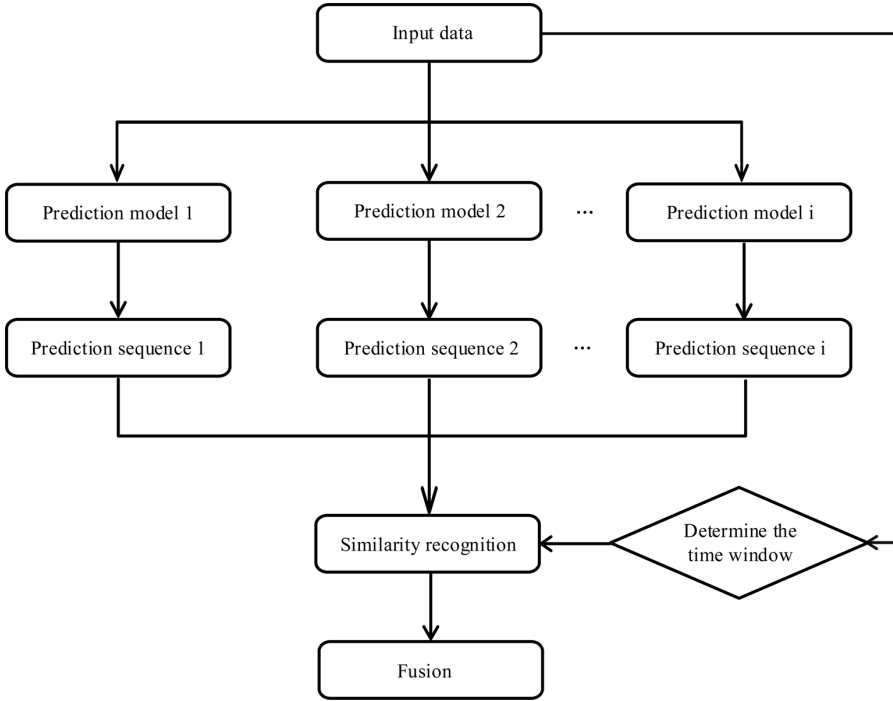 Input data
Prediction model 1
Prediction model 2
...
Prediction model i
Prediction sequence 1
Prediction sequence 2
...
Prediction sequence i
Similarity recognition
Determine the
time window
Fusion